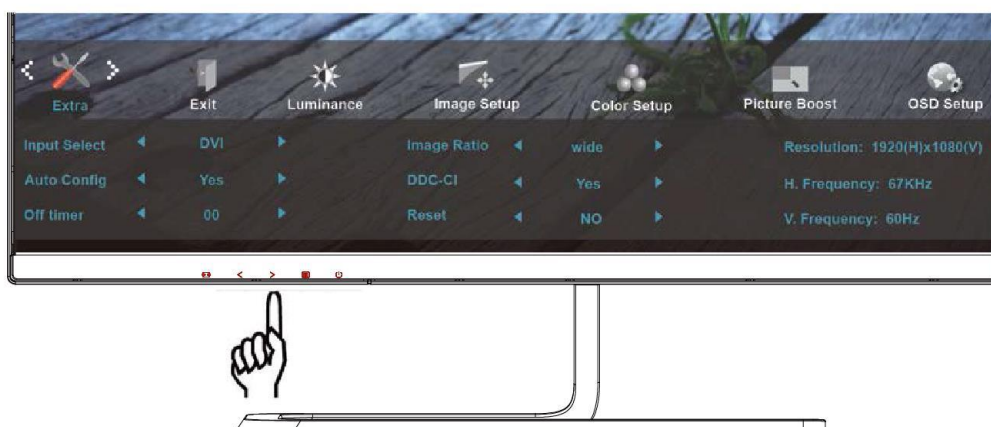 Extra Exit Luminance Image Setup Color Setup Picture Boost OSD Setup
Input Select DVI Image Ratio wide Resolution: 1920(H)x1080(V)
Auto Config Yes DDC-CI Yes H. Frequency: 67KHz
Off timer 00 Reset NO V. Frequency: 60Hz